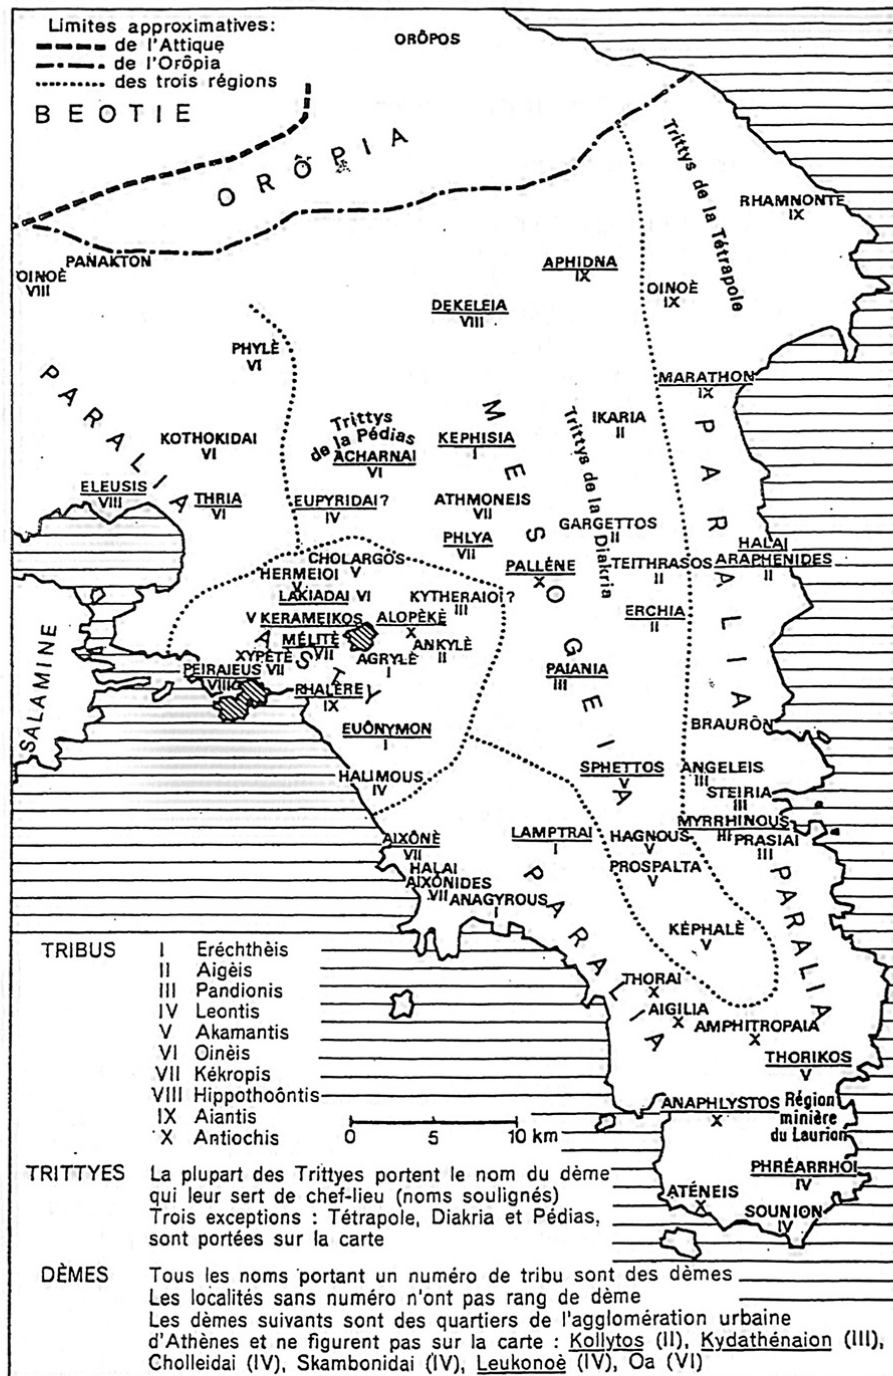 Limites approximatives:
de l'Attique
de l'Orôpia
des trois régions
BEOTIE
ORÔPOS
ORÔPIA
Trittys de la Tétrapole
RHAMNONTE
IX
PANAKTON
OINOÈ
VIII
APHIDNA
IX
OINOÈ
IX
DEKELEIA
VIII
PHYLÈ
VI
PARALIA
MARATHON
IX
MESOGEIA
PARALIA
Trittys
de la Pédias
Trittys de la Diakria
IKARIA
II
KOTHOKIDAI
VI
ACHARNAI
VI
KEPHISIA
I
ELEUSIS
VIII
THRIA
VI
EUPYRIDAI?
IV
ATHMONEIS
VII
GARGETTOS
II
PHLYA
VII
HALAI
ARAPHENIDES
II
CHOLARGOS
V
HERMEIOI
V
PALLÉNE
X
TEITHRASOS
II
LAKIADAI VI
KYTHERAIOI?
III
V KERAMEIKOS
ALOPÈKÈ
X
ERCHIA
II
MÉLITÈ
VII
ANKYLÈ
II
ASTY
XYPÉTÈ
VII
AGRYLÈ
I
PEIRAIEUS
VIII
PAIANIA
III
SALAMINE
RHALÈRE
IX
EUÔNYMON
I
BRAURÔN
HALIMOUS
IV
SPHETTOS
V
ANGELEIS
III
STEIRIA
III
MYRRHINOUS
HI
PRASIAI
III
AIXÔNÈ
VII
LAMPTRAI
I
HAGNOUS
V
HALAI
AIXÔNIDES
VII
PROSPALTA
V
ANAGYROUS
I
PARALIA
PARALIA
KÉPHALÈ
V
THORAI
X
AIGILIA
X
AMPHITROPAIA
X
THORIKOS
V
ANAPHLYSTOS
X
Région
minière
du Laurion
PHRÉARRHOI
IV
ATÉNEIS
X
SOUNION
IV
TRIBUS
I Eréchthèis
II Aigèis
III Pandionis
IV Leontis
V Akamantis
VI Oinèis
VII Kékropis
VIII Hippothoôntis
IX Aiantis
X Antiochis
0 5 10 km
TRITTYES La plupart des Trittyes portent le nom du dème
qui leur sert de chef-lieu (noms soulignés)
Trois exceptions : Tétrapole, Diakria et Pédias,
sont portées sur la carte
DÈMES Tous les noms portant un numéro de tribu sont des dèmes
Les localités sans numéro n'ont pas rang de dème
Les dèmes suivants sont des quartiers de l'agglomération urbaine
d'Athènes et ne figurent pas sur la carte : Kollytos (II), Kydathénaion (III),
Cholleidai (IV), Skambonidai (IV), Leukonoè (IV), Oa (VI)